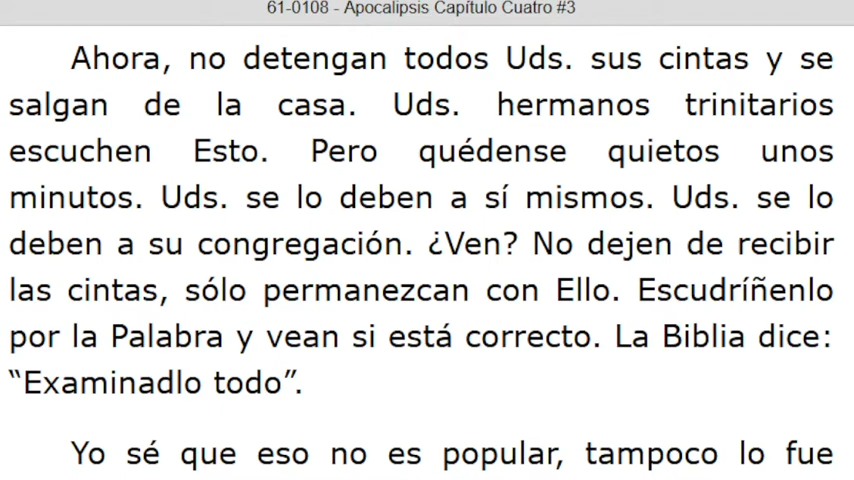 61-0108 - Apocalipsis Capítulo Cuatro #3
Ahora, no detengan todos Uds. sus cintas y se
salgan de la casa. Uds. hermanos trinitarios
escuchen Esto. Pero quédense quietos unos
minutos. Uds. se lo deben a sí mismos. Uds. se lo
deben a su congregación. ¿Ven? No dejen de recibir
las cintas, sólo permanezcan con Ello. Escudríñenlo
por la Palabra y vean si está correcto. La Biblia dice:
“Examinadlo todo”.
Yo sé que eso no es popular, tampoco lo fue